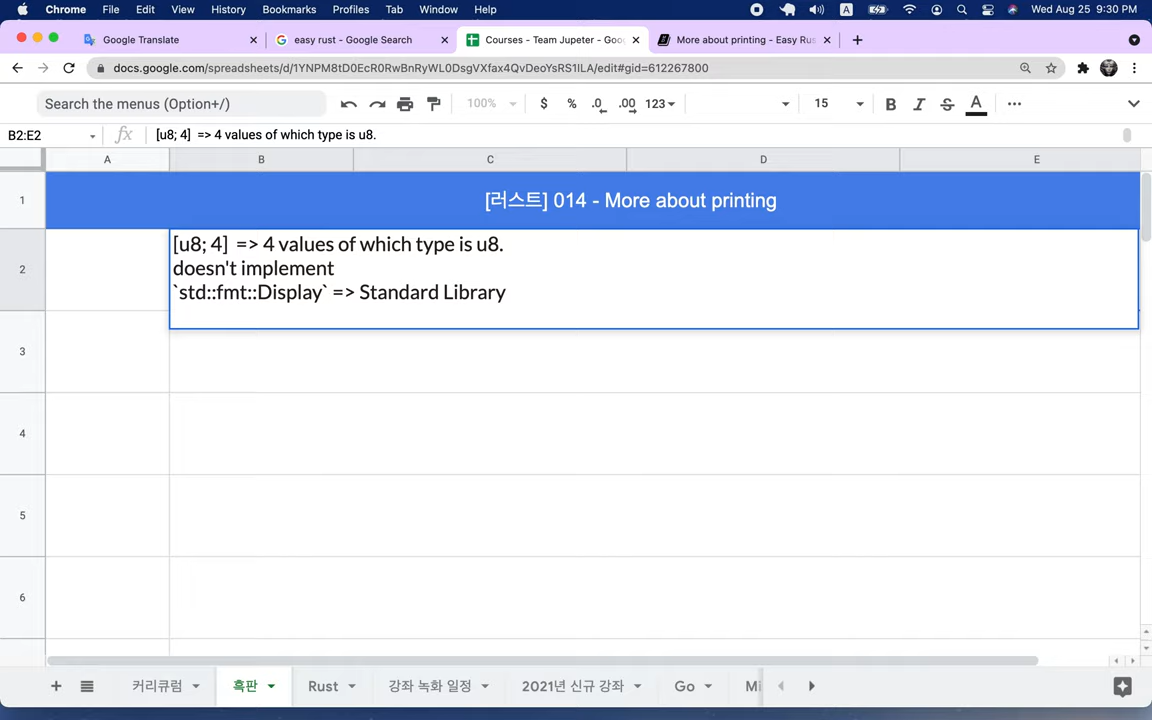 Chrome File Edit View History Bookmarks Profiles Tab Window Help A Wed Aug 25 9:30 PM
Google Translate easy rust - Google Search Courses - Team Jupeter - Goo More about printing - Easy Rus
docs.google.com/spreadsheets/d/1YNPM8tD0EcR0RwBnRyWL0DsgVXfax4QvDeoYsRS1ILA/edit#gid=612267800
Search the menus (Option+/) 100% $ % .0 .00 123 15 B I S A
B2:E2 fx [u8; 4] => 4 values of which type is u8.
A B C D E
1 [러스트] 014 - More about printing
2 [u8; 4] => 4 values of which type is u8.
doesn't implement
`std::fmt::Display` => Standard Library
3
4
5
6
커리큘럼 흑판 Rust 강좌 녹화 일정 2021년 신규 강좌 Go